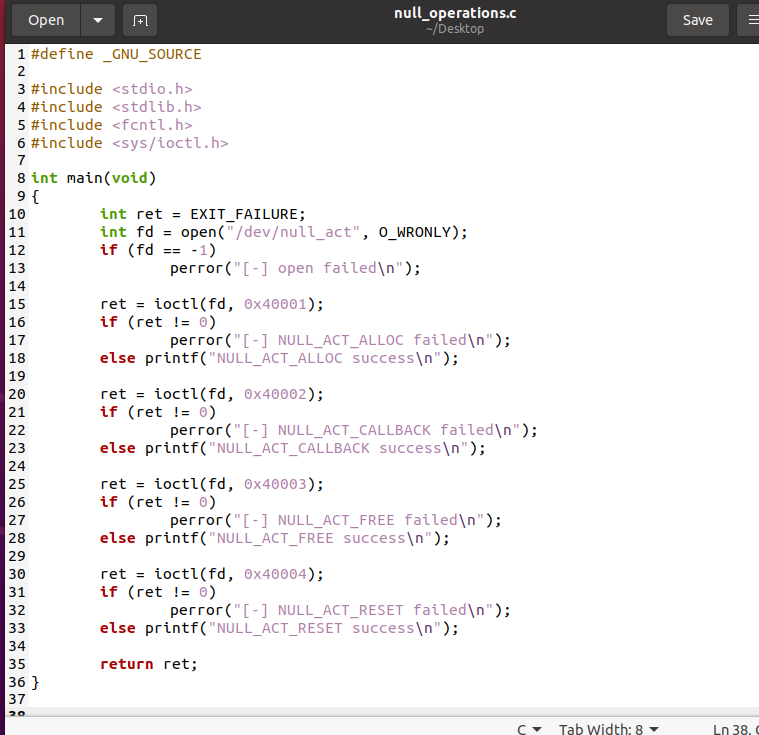 Open
null_operations.c
~/Desktop
Save
1 #define _GNU_SOURCE
2
3 #include <stdio.h>
4 #include <stdlib.h>
5 #include <fcntl.h>
6 #include <sys/ioctl.h>
7
8 int main(void)
9 {
10 int ret = EXIT_FAILURE;
11 int fd = open("/dev/null_act", O_WRONLY);
12 if (fd == -1)
13 perror("[-] open failed\n");
14
15 ret = ioctl(fd, 0x40001);
16 if (ret != 0)
17 perror("[-] NULL_ACT_ALLOC failed\n");
18 else printf("NULL_ACT_ALLOC success\n");
19
20 ret = ioctl(fd, 0x40002);
21 if (ret != 0)
22 perror("[-] NULL_ACT_CALLBACK failed\n");
23 else printf("NULL_ACT_CALLBACK success\n");
24
25 ret = ioctl(fd, 0x40003);
26 if (ret != 0)
27 perror("[-] NULL_ACT_FREE failed\n");
28 else printf("NULL_ACT_FREE success\n");
29
30 ret = ioctl(fd, 0x40004);
31 if (ret != 0)
32 perror("[-] NULL_ACT_RESET failed\n");
33 else printf("NULL_ACT_RESET success\n");
34
35 return ret;
36 }
37
38
C Tab Width: 8 Ln 38,